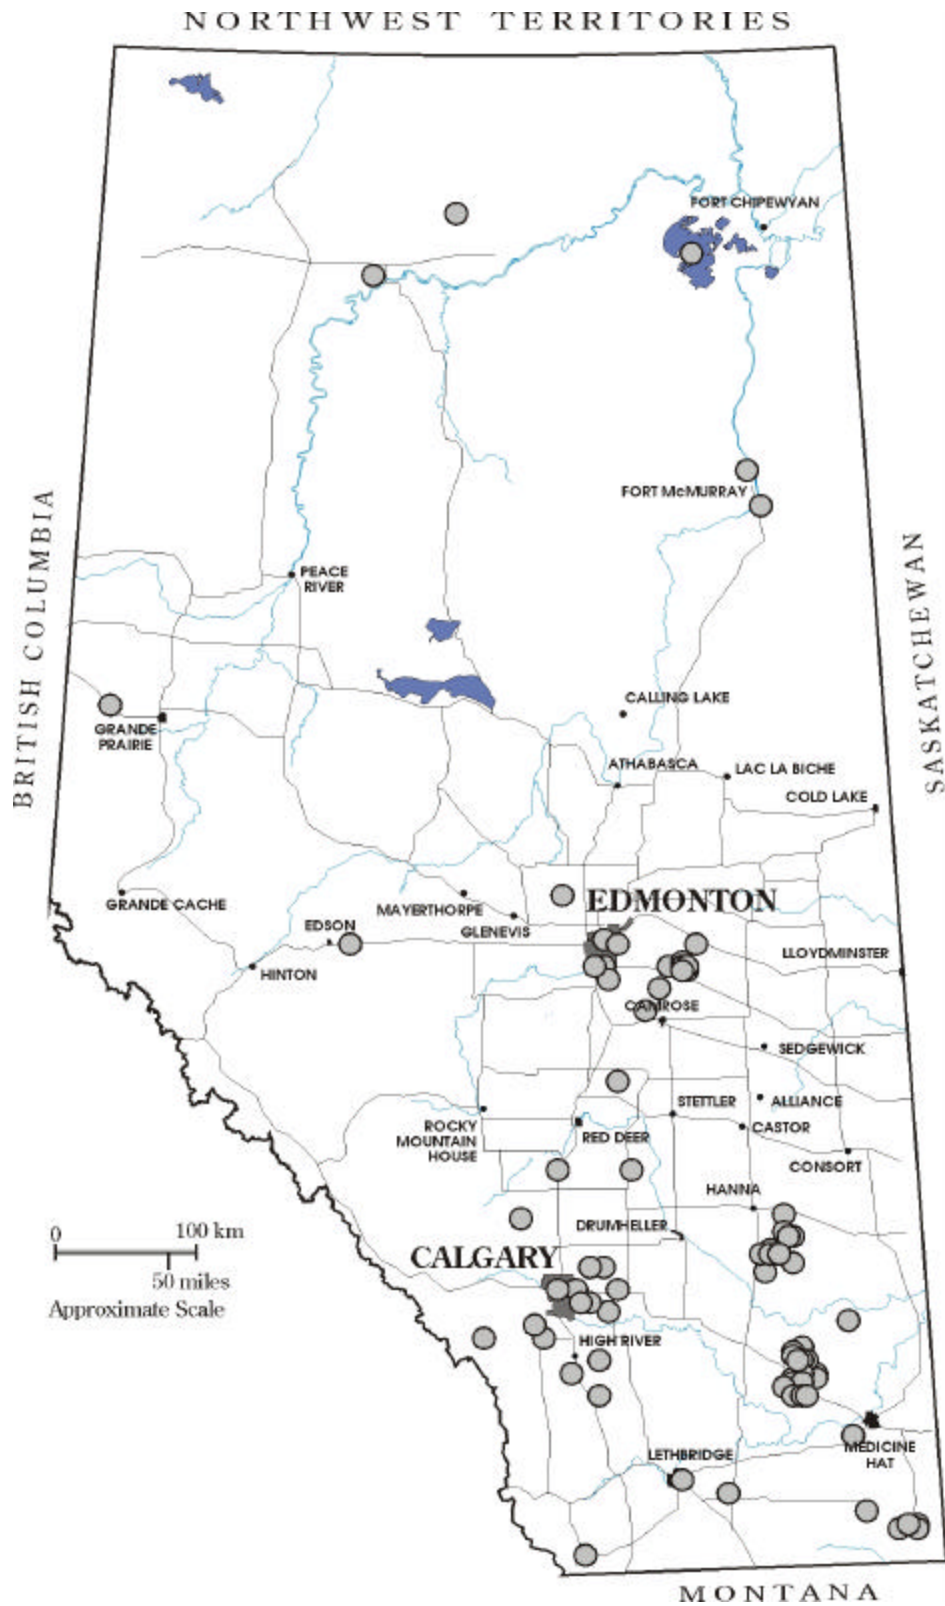 NORTHWEST TERRITORIES
FORT CHIPEWYAN
FORT McMURRAY
BRITISH COLUMBIA
SASKATCHEWAN
PEACE
RIVER
CALLING LAKE
GRANDE
PRAIRIE
ATHABASCA
LAC LA BICHE
COLD LAKE
GRANDE CACHE
MAYERTHORPE
EDMONTON
EDSON
GLENEVIS
HINTON
LLOYDMINSTER
CAMROSE
SEDGEWICK
STETTLER
ALLIANCE
ROCKY
MOUNTAIN
HOUSE
RED DEER
CASTOR
CONSORT
HANNA
DRUMHELLER
0 100 km
50 miles
Approximate Scale
CALGARY
HIGH RIVER
LETHBRIDGE
MEDICINE
HAT
MONTANA